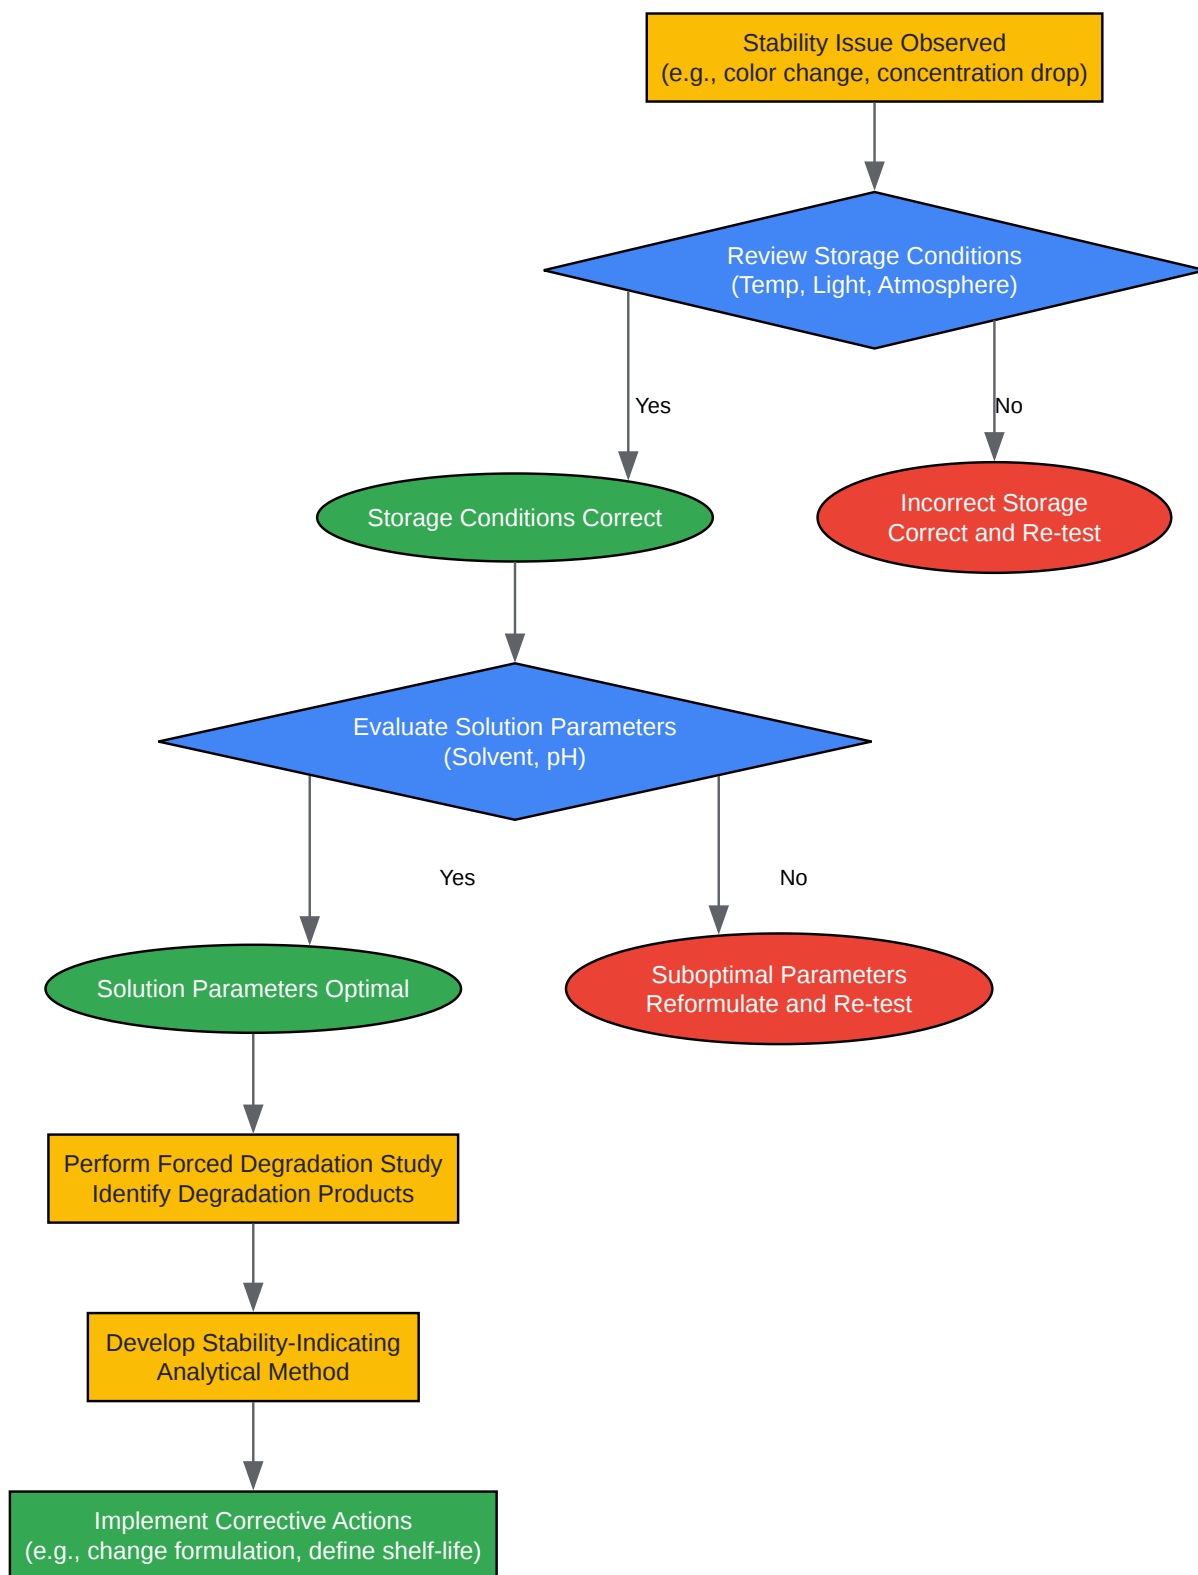 Stability Issue Observed
(e.g., color change, concentration drop)
Review Storage Conditions
(Temp, Light, Atmosphere)
Yes
No
Storage Conditions Correct
Incorrect Storage
Correct and Re-test
Evaluate Solution Parameters
(Solvent, pH)
Yes
No
Solution Parameters Optimal
Suboptimal Parameters
Reformulate and Re-test
Perform Forced Degradation Study
Identify Degradation Products
Develop Stability-Indicating
Analytical Method
Implement Corrective Actions
(e.g., change formulation, define shelf-life)